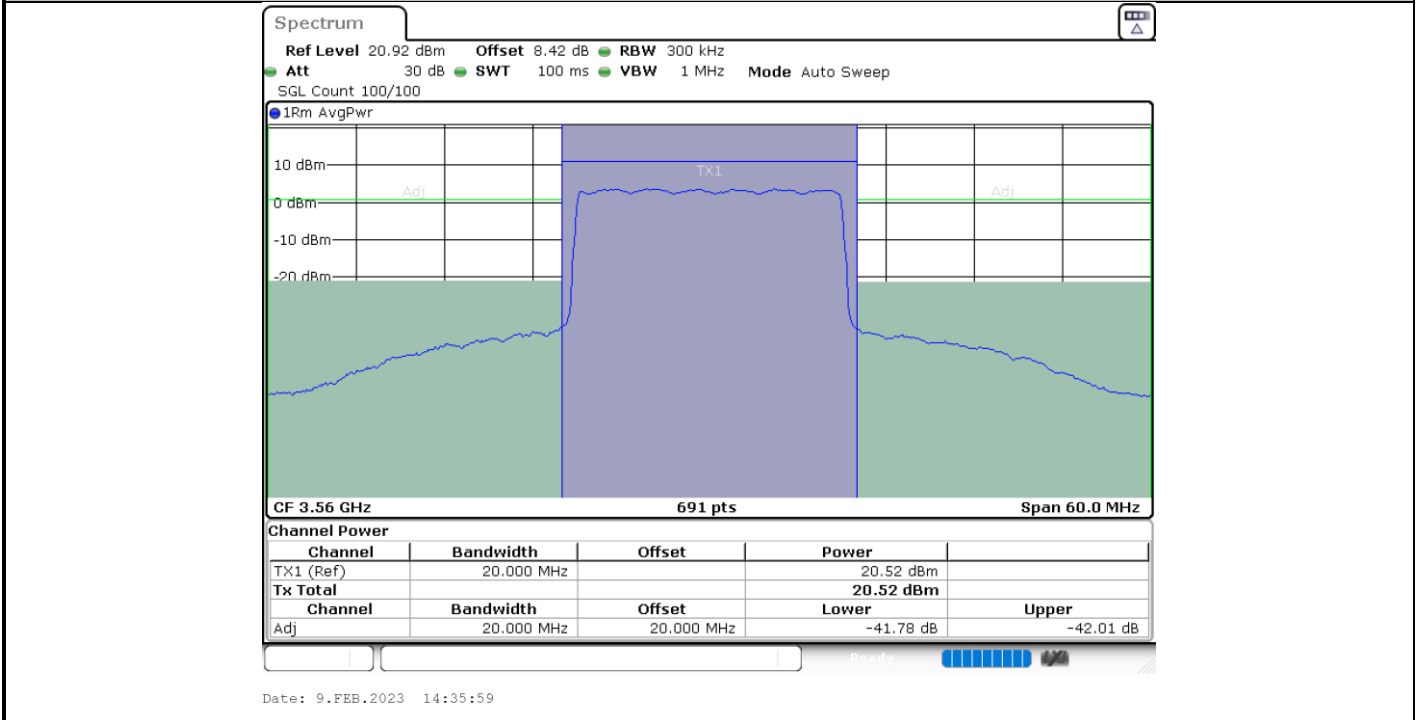 Spectrum
Ref Level 20.92 dBm Offset 8.42 dB RBW 300 kHz
Att 30 dB SWT 100 ms VBW 1 MHz Mode Auto Sweep
SGL Count 100/100
1Rm AvgPwr
10 dBm
TX1
Adj Adj
0 dBm
-10 dBm
-20 dBm
CF 3.56 GHz 691 pts Span 60.0 MHz
Channel Power
Channel Bandwidth Offset Power
TX1 (Ref) 20.000 MHz 20.52 dBm
Tx Total 20.52 dBm
Channel Bandwidth Offset Lower Upper
Adj 20.000 MHz 20.000 MHz -41.78 dB -42.01 dB
Ready
Date: 9.FEB.2023 14:35:59